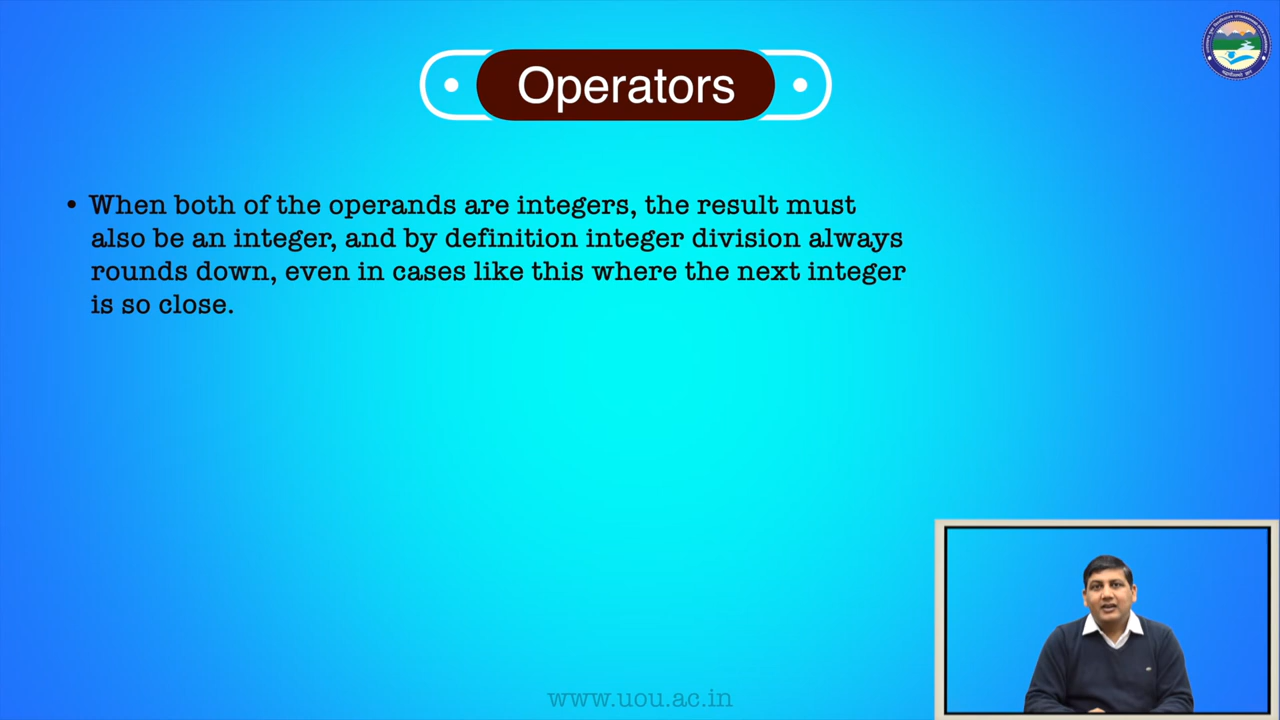 Operators
• When both of the operands are integers, the result must
also be an integer, and by definition integer division always
rounds down, even in cases like this where the next integer
is so close.
www.uou.ac.in